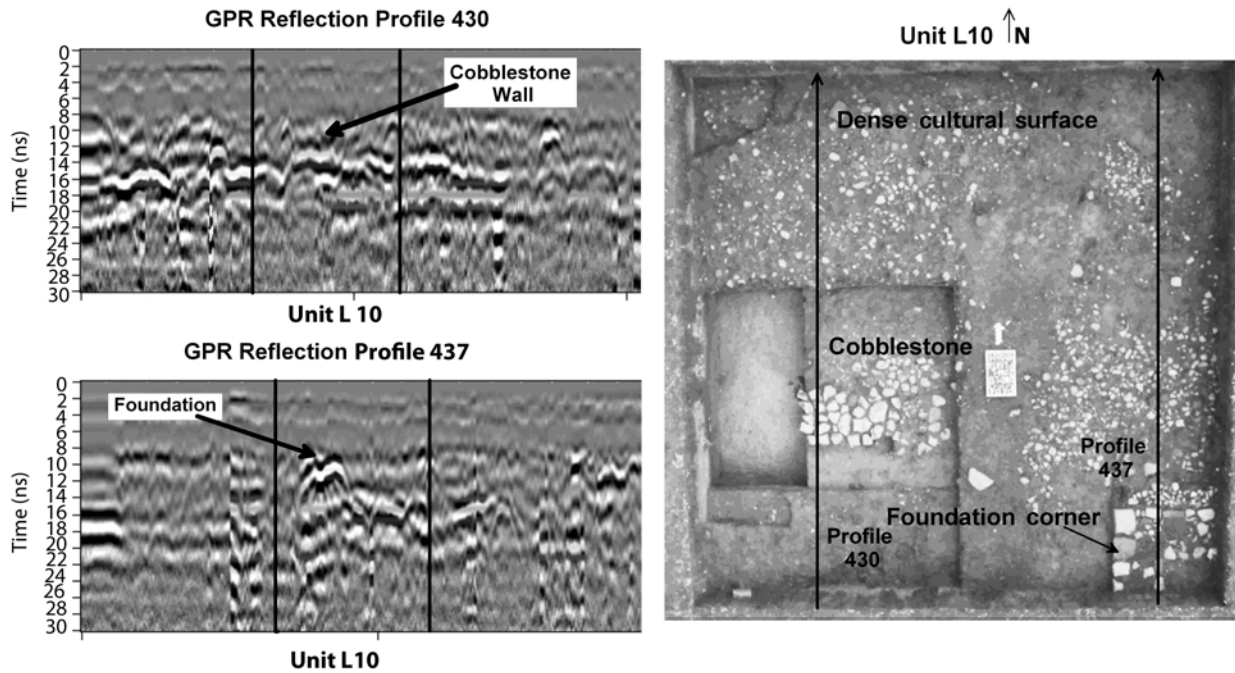 GPR Reflection Profile 430
0
2
4
6
8
10
12
14
16
18
20
22
24
26
28
30
Time (ns)
Cobblestone
Wall
Unit L 10
GPR Reflection Profile 437
0
2
4
6
8
10
12
14
16
18
20
22
24
26
28
30
Time (ns)
Foundation
Unit L10
Unit L10 ↑N
Dense cultural surface
Cobblestone
Profile
437
Foundation corner
Profile
430